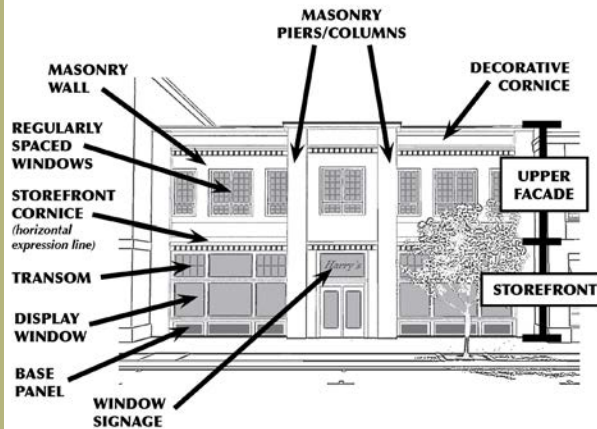 MASONRY
PIERS/COLUMNS
MASONRY
WALL
DECORATIVE
CORNICE
REGULARLY
SPACED
WINDOWS
UPPER
FACADE
STOREFRONT
CORNICE
(horizontal
expression line)
TRANSOM
Harry's
STOREFRONT
DISPLAY
WINDOW
BASE
PANEL
WINDOW
SIGNAGE